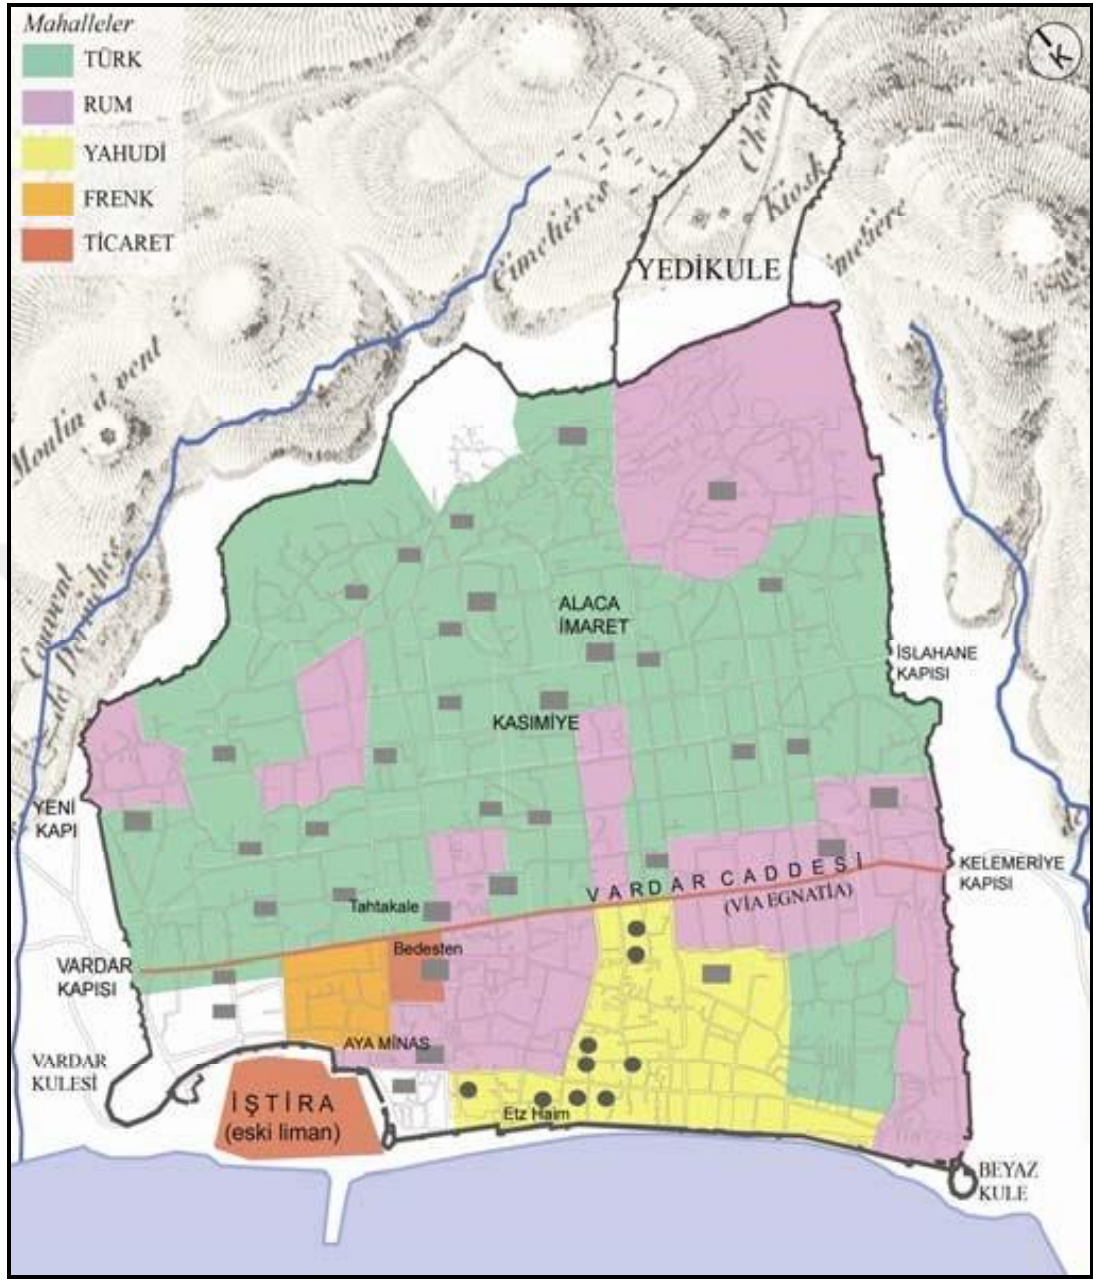 Mahalleler
TÜRK
RUM
YAHUDİ
FRENK
TİCARET
K
Chemin
Kiosk
Cimetières
YEDİKULE
Moulin à vent
Couvent
de Derviches
ALACA
İMARET
İSLAHANE
KAPISI
KASIMİYE
YENİ
KAPI
VARDAR CADDESİ
(VİA EGNATİA)
KELEMERİYE
KAPISI
Tahtakale
Bedesten
VARDAR
KAPISI
AYA MİNAS
VARDAR
KULESİ
İŞTİRA
(eski liman)
Etz Haim
BEYAZ
KULE